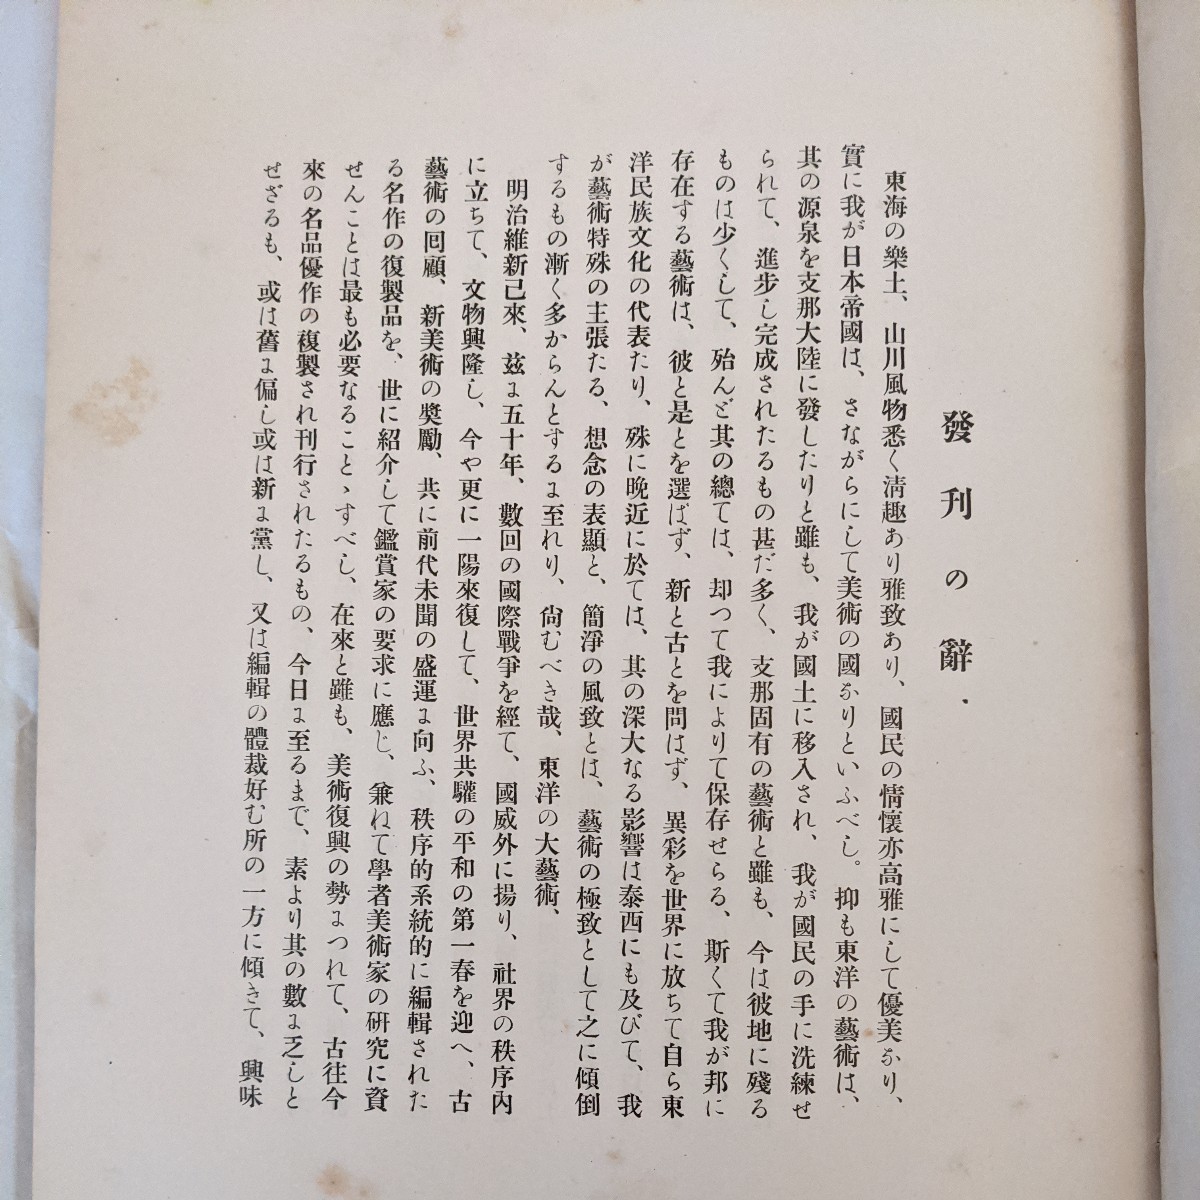 發刊の辭.
東海の樂土、山川風物悉く淸趣あり雅致あり、國民の情懷亦高雅にして優美なり、
實に我が日本帝國は、さながらにして美術の國なりといふべし。抑も東洋の藝術は、
其の源泉を支那大陸に發したりと雖も、我が國土に移入され、我が國民の手に洗練せ
られて、進步し完成されたるもの甚だ多く、支那固有の藝術と雖も、今は彼地に殘る
ものは少くして、殆んど其の總ては、却つて我によりて保存せらる、斯くて我が邦に
存在する藝術は、彼と是とを選ばず、新と古とを問はず、異彩を世界に放ちて自ら東
洋民族文化の代表たり、殊に晩近に於ては、其の深大なる影響は泰西にも及びて、我
が藝術特殊の主張たる、想念の表顯と、簡淨の風致とは、藝術の極致として之に傾倒
するもの漸く多からんとするに至れり、尙むべき哉、東洋の大藝術、
明治維新己來、玆に五十年、數回の國際戰爭を經て、國威外に揚り、社界の秩序內
に立ちて、文物興隆し、今や更に一陽來復して、世界共驩の平和の第一春を迎へ、古
藝術の回顧、新美術の奬勵、共に前代未聞の盛運に向ふ、秩序的系統的に編輯された
る名作の復製品を、世に紹介して鑑賞家の要求に應じ、兼ねて學者美術家の硏究に資
せんことは最も必要なることゝすべし、在來と雖も、美術復興の勢につれて、古往今
來の名品優作の複製され刊行されたるもの、今日に至るまで、素より其の數に乏しと
せざるも、或は舊に偏し或は新に黨し、又は編輯の體裁好む所の一方に傾きて、興味